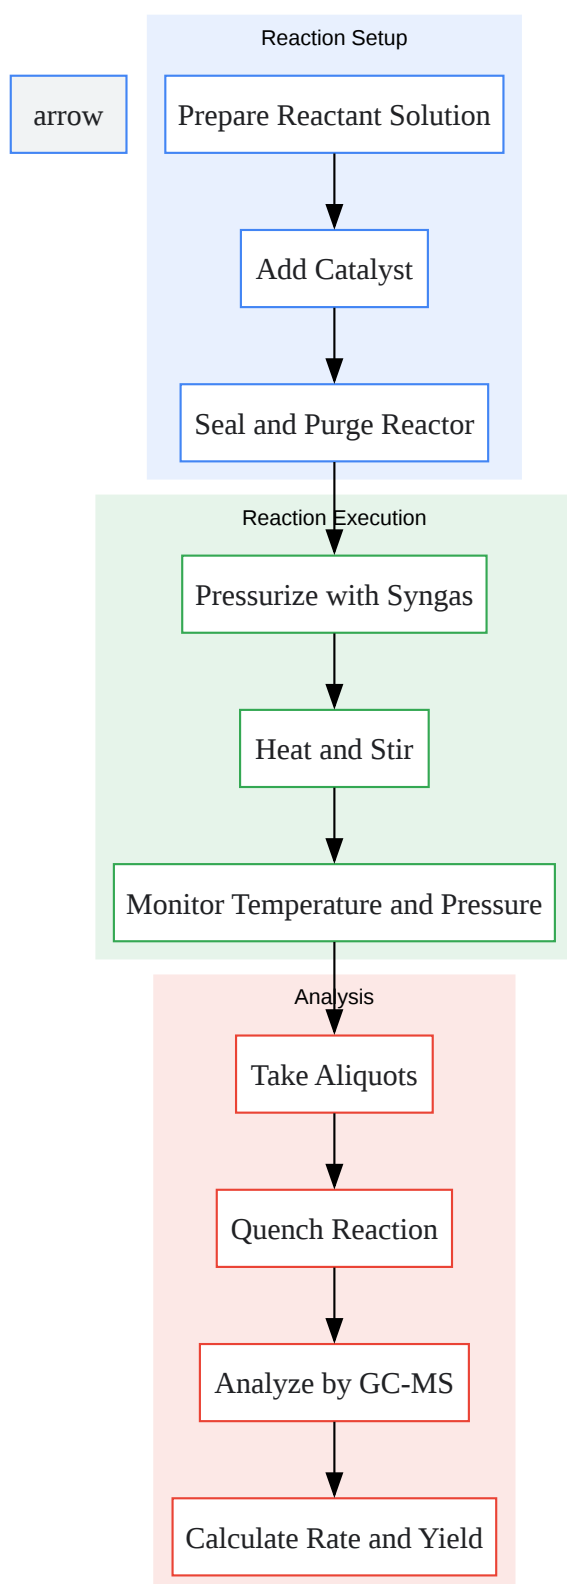 Reaction Setup
arrow
Prepare Reactant Solution
Add Catalyst
Seal and Purge Reactor
Reaction Execution
Pressurize with Syngas
Heat and Stir
Monitor Temperature and Pressure
Analysis
Take Aliquots
Quench Reaction
Analyze by GC-MS
Calculate Rate and Yield